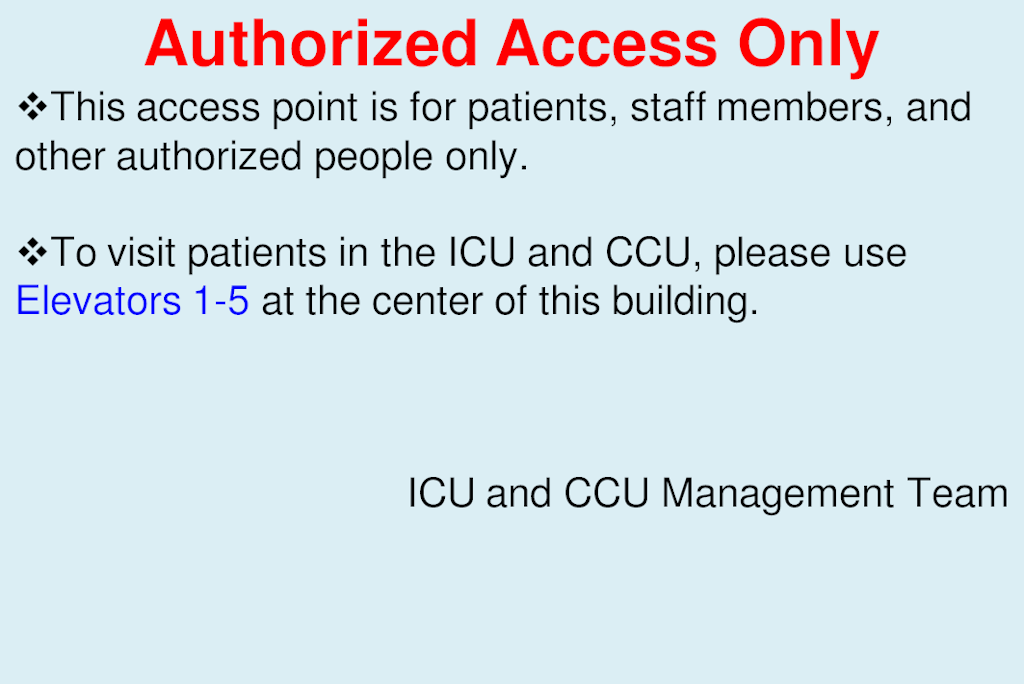 Authorized Access Only
❖This access point is for patients, staff members, and
other authorized people only.
❖To visit patients in the ICU and CCU, please use
Elevators 1-5 at the center of this building.
ICU and CCU Management Team